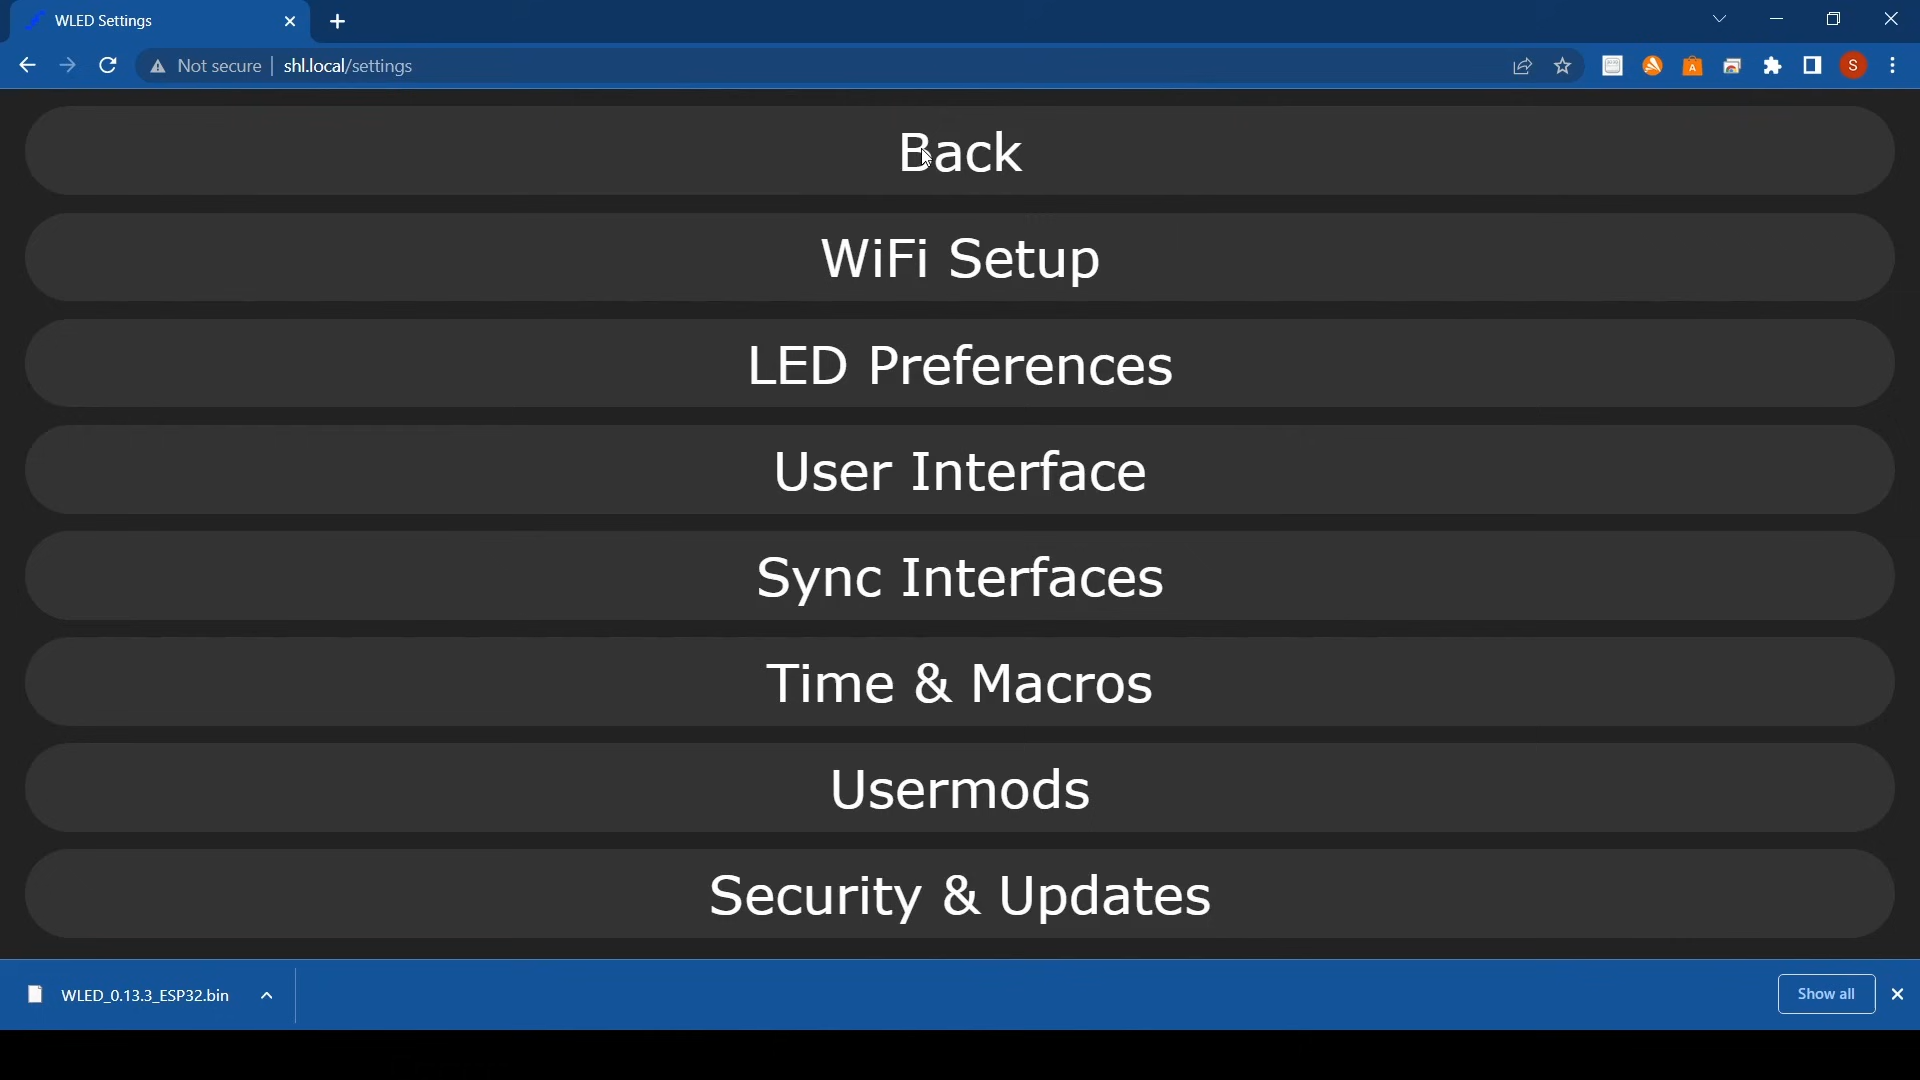 WLED Settings
Not secure
shl.local/settings
S
Back
WiFi Setup
LED Preferences
User Interface
Sync Interfaces
Time & Macros
Usermods
Security & Updates
WLED_0.13.3_ESP32.bin
Show all